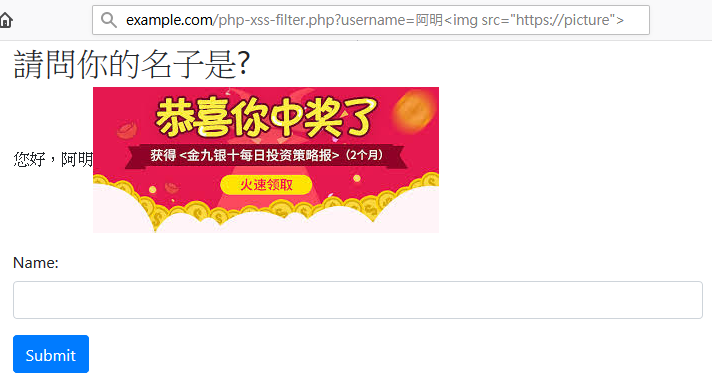 example.com/php-xss-filter.php?username=阿明<img src="https://picture">
請問你的名子是?
恭喜你中奖了
获得 <金九银十每日投资策略报>（2个月）
火速领取
您好，阿明
Name:
Submit